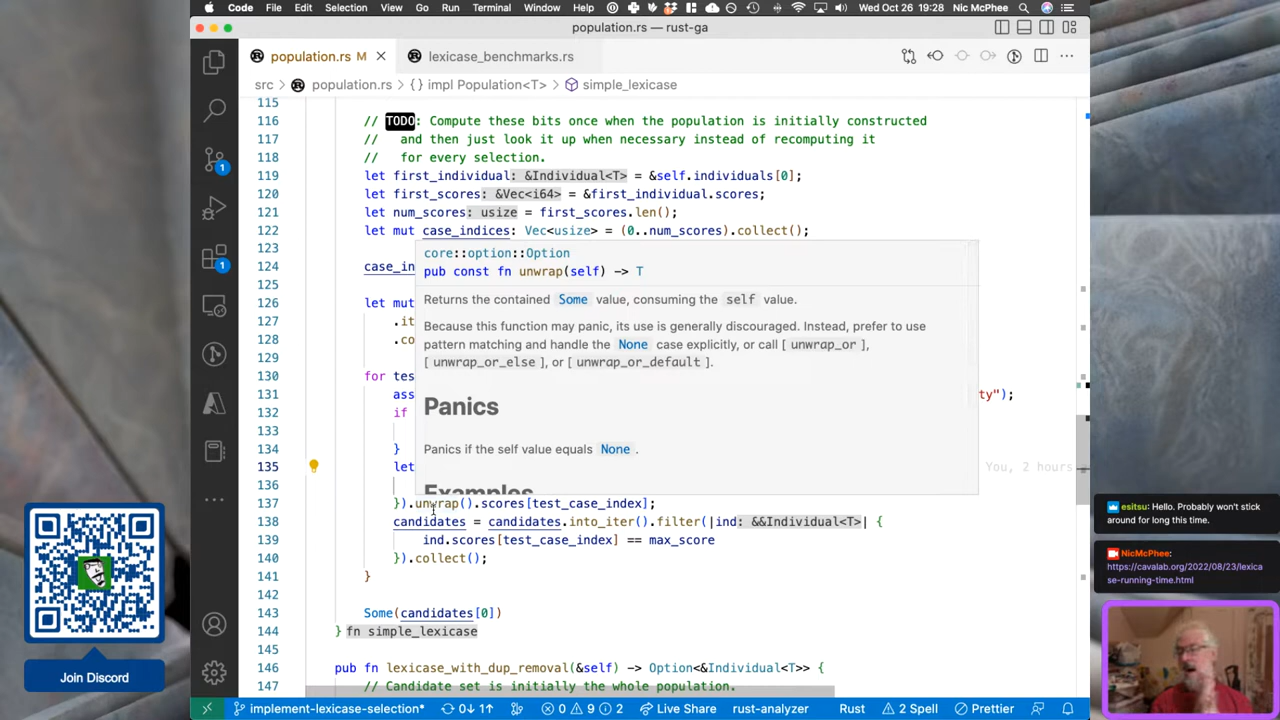 Code File Edit Selection View Go Run Terminal Window Help Wed Oct 26 19:28 Nic McPhee
population.rs — rust-ga
population.rs M lexicase_benchmarks.rs
src population.rs {} impl Population<T> simple_lexicase
115
116 // TODO: Compute these bits once when the population is initially constructed
117 // and then just look it up when necessary instead of recomputing it
118 // for every selection.
119 let first_individual: &Individual<T> = &self.individuals[0];
120 let first_scores: &Vec<i64> = &first_individual.scores;
121 let num_scores: usize = first_scores.len();
122 let mut case_indices: Vec<usize> = (0..num_scores).collect();
123
124 case_in
125
126 let mut
127 .it
128 .co
129
130 for tes
131 ass ty");
132 if
133
134 }
135 let You, 2 hours
136
137 }).unwrap().scores[test_case_index];
138 candidates = candidates.into_iter().filter(|ind: &&Individual<T>| {
139 ind.scores[test_case_index] == max_score
140 }).collect();
141 }
142
143 Some(candidates[0])
144 } fn simple_lexicase
145
146 pub fn lexicase_with_dup_removal(&self) -> Option<&Individual<T>> {
147 // Candidate set is initially the whole population.
core::option::Option
pub const fn unwrap(self) -> T
Returns the contained Some value, consuming the self value.
Because this function may panic, its use is generally discouraged. Instead, prefer to use
pattern matching and handle the None case explicitly, or call [ unwrap_or ],
[ unwrap_or_else ], or [ unwrap_or_default ].
Panics
Panics if the self value equals None .
Examples
1
1
implement-lexicase-selection* 0↓ 1↑ 0 9 2 Live Share rust-analyzer Rust 2 Spell Prettier
Join Discord
esitsu: Hello. Probably won't stick
around for long this time.
NicMcPhee:
https://cavalab.org/2022/08/23/lexica
se-running-time.html